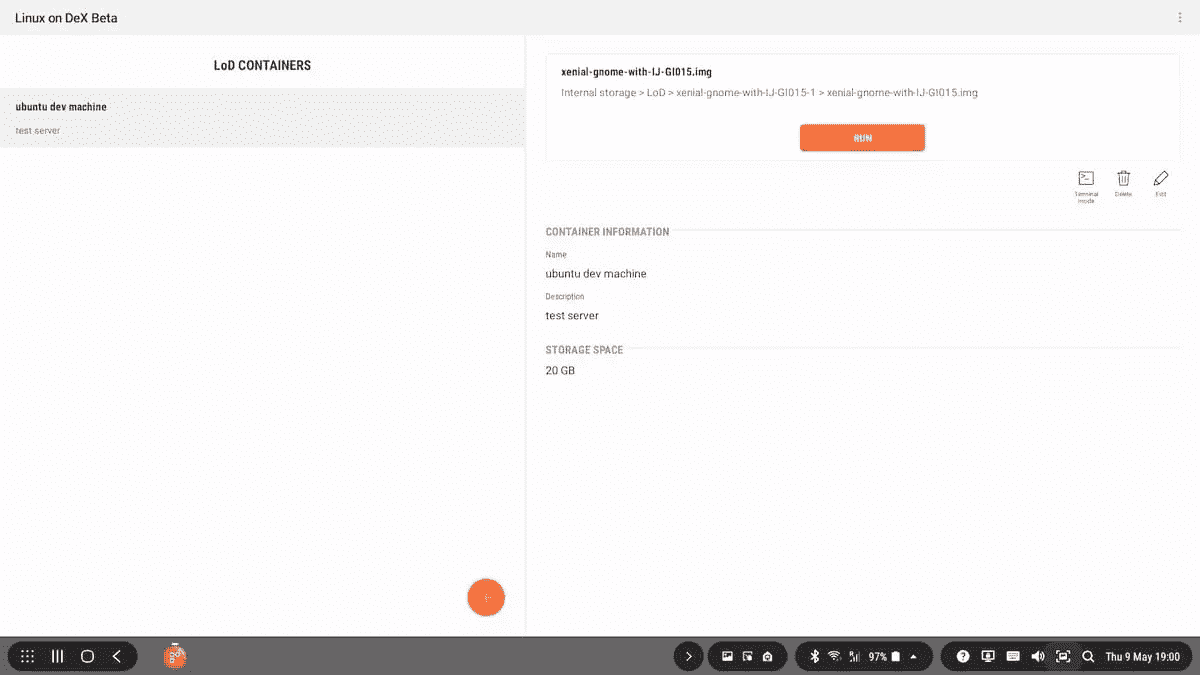 Linux on DeX Beta
LoD CONTAINERS
ubuntu dev machine
test server
xenial-gnome-with-IJ-GI015.img
Internal storage > LoD > xenial-gnome-with-IJ-GI015-1 > xenial-gnome-with-IJ-GI015.img
RUN
Terminal
mode
Delete
Edit
CONTAINER INFORMATION
Name
ubuntu dev machine
Description
test server
STORAGE SPACE
20 GB
97%
Thu 9 May 19:00